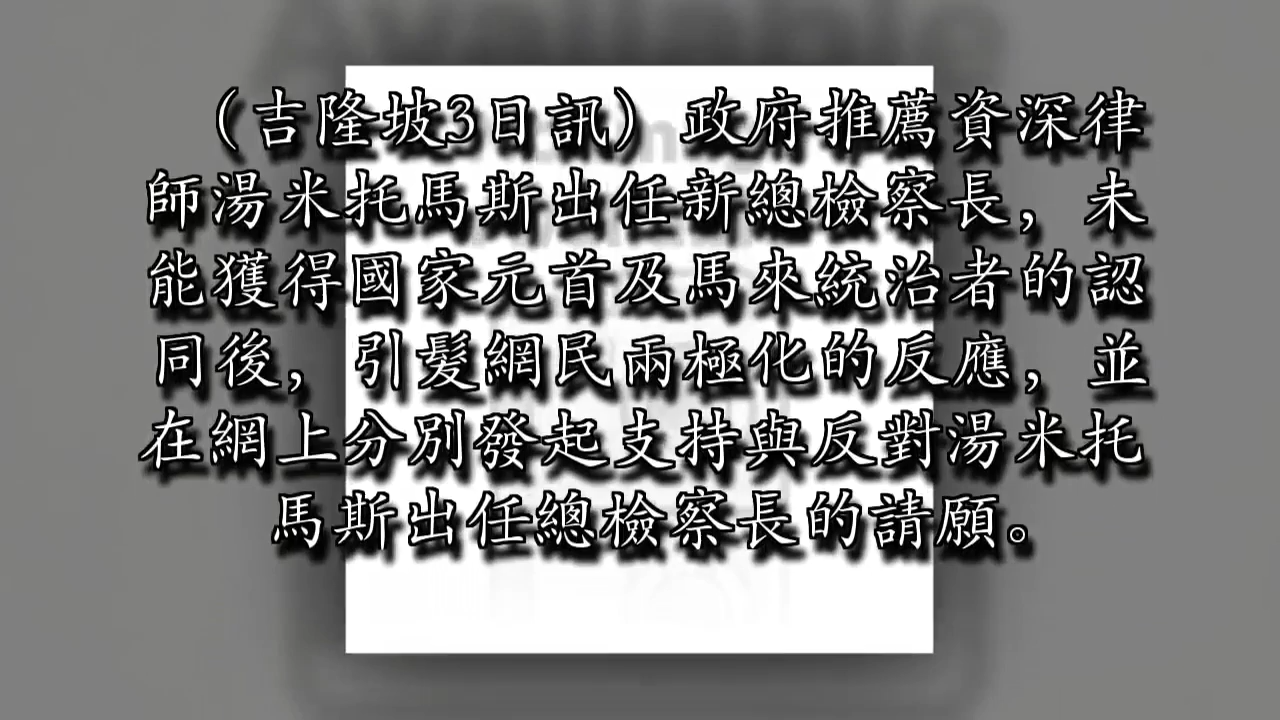 （吉隆坡3日訊）政府推薦資深律
師湯米托馬斯出任新總檢察長，未
能獲得國家元首及馬來統治者的認
同後，引髮網民兩極化的反應，並
在網上分別發起支持與反對湯米托
馬斯出任總檢察長的請願。